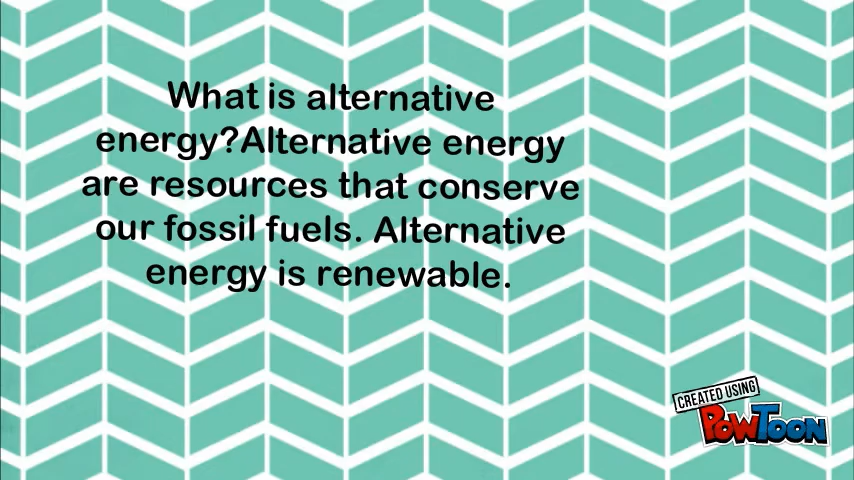 What is alternative
energy?Alternative energy
are resources that conserve
our fossil fuels. Alternative
energy is renewable.
CREATED USING
POWTOON